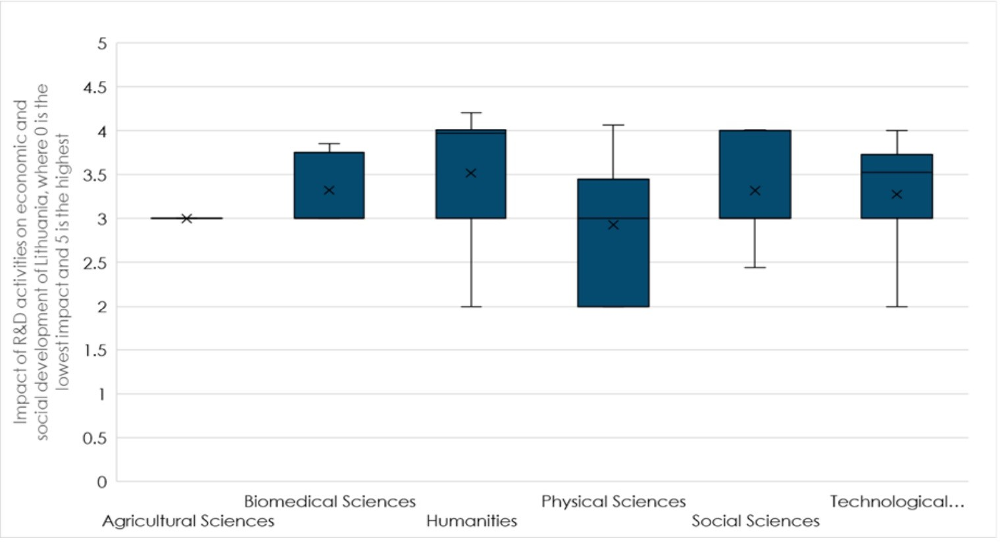 Impact of R&D activities on economic and
social development of Lithuania, where 0 is the
lowest impact and 5 is the highest
5
4.5
4
3.5
3
2.5
2
1.5
1
0.5
0
Biomedical Sciences Physical Sciences Technological...
Agricultural Sciences Humanities Social Sciences